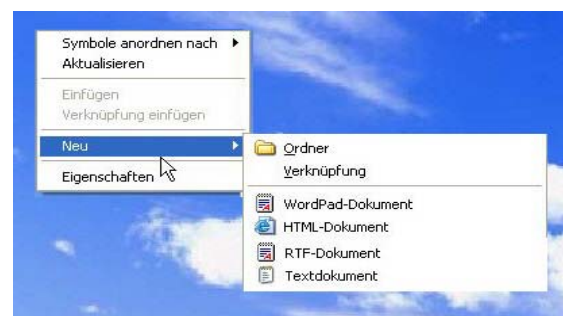 Symbole anordnen nach
Aktualisieren
Einfügen
Verknüpfung einfügen
Neu
Eigenschaften
Ordner
Verknüpfung
WordPad-Dokument
HTML-Dokument
RTF-Dokument
Textdokument